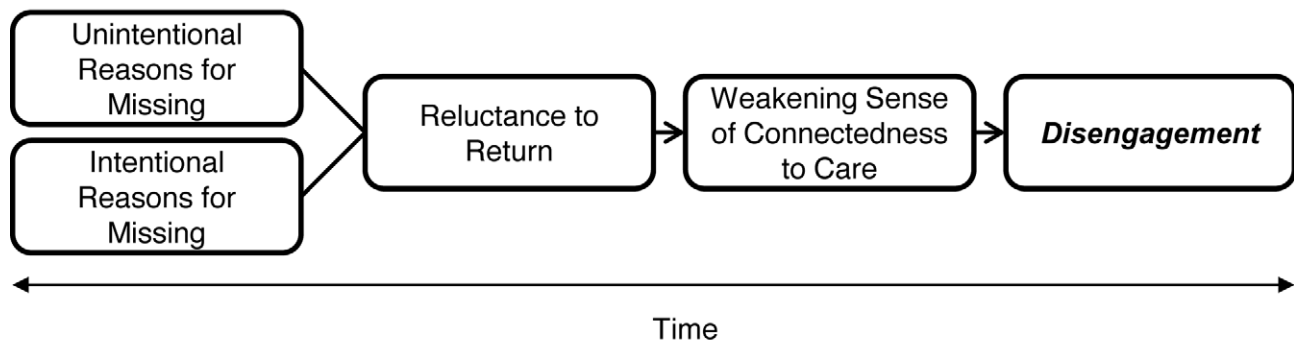 Unintentional
Reasons for
Missing
Intentional
Reasons for
Missing
Reluctance to
Return
Weakening Sense
of Connectedness
to Care
Disengagement
Time